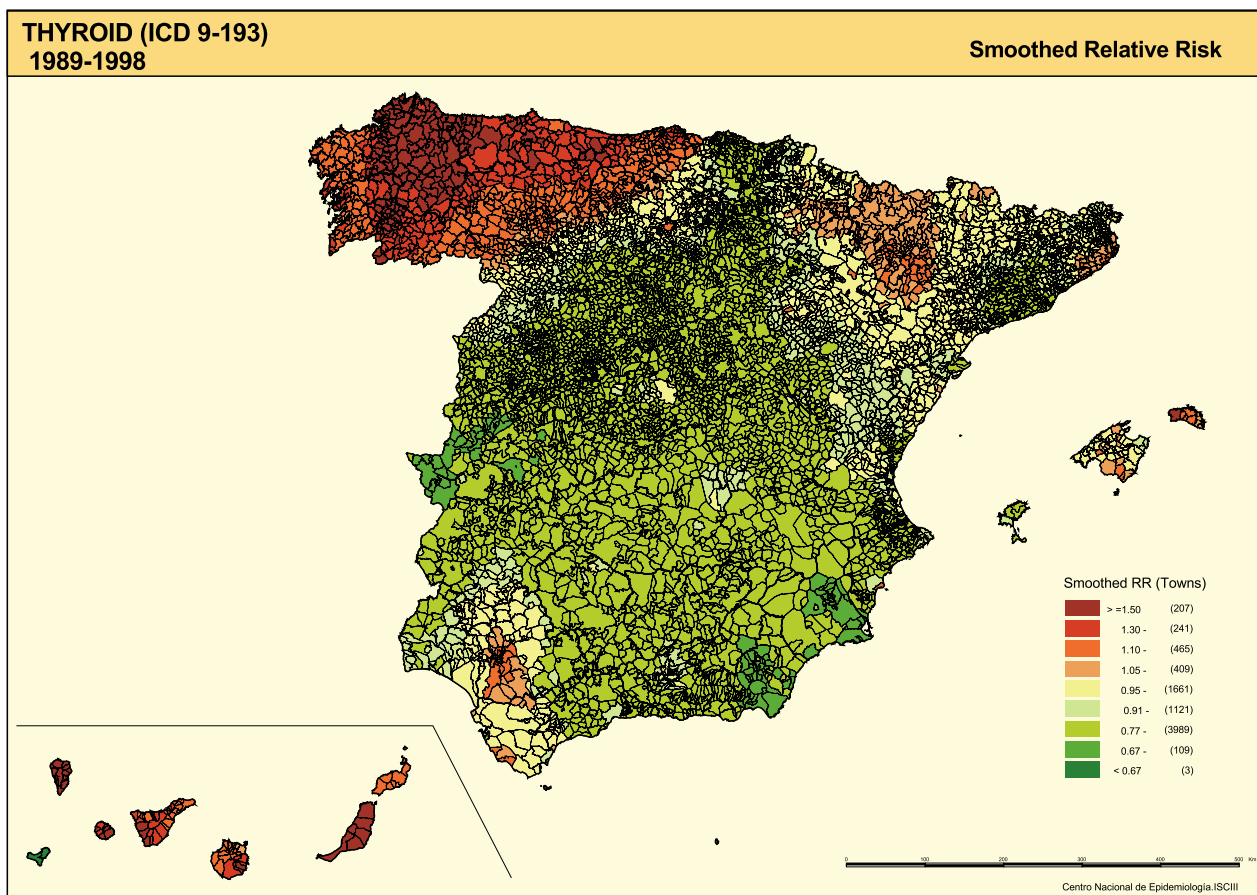 THYROID (ICD 9-193)
1989-1998
Smoothed Relative Risk
Smoothed RR (Towns)
> =1.50 (207)
1.30 - (241)
1.10 - (465)
1.05 - (409)
0.95 - (1661)
0.91 - (1121)
0.77 - (3989)
0.67 - (109)
< 0.67 (3)
0 100 200 300 400 500 Km
Centro Nacional de Epidemiología.ISCIII